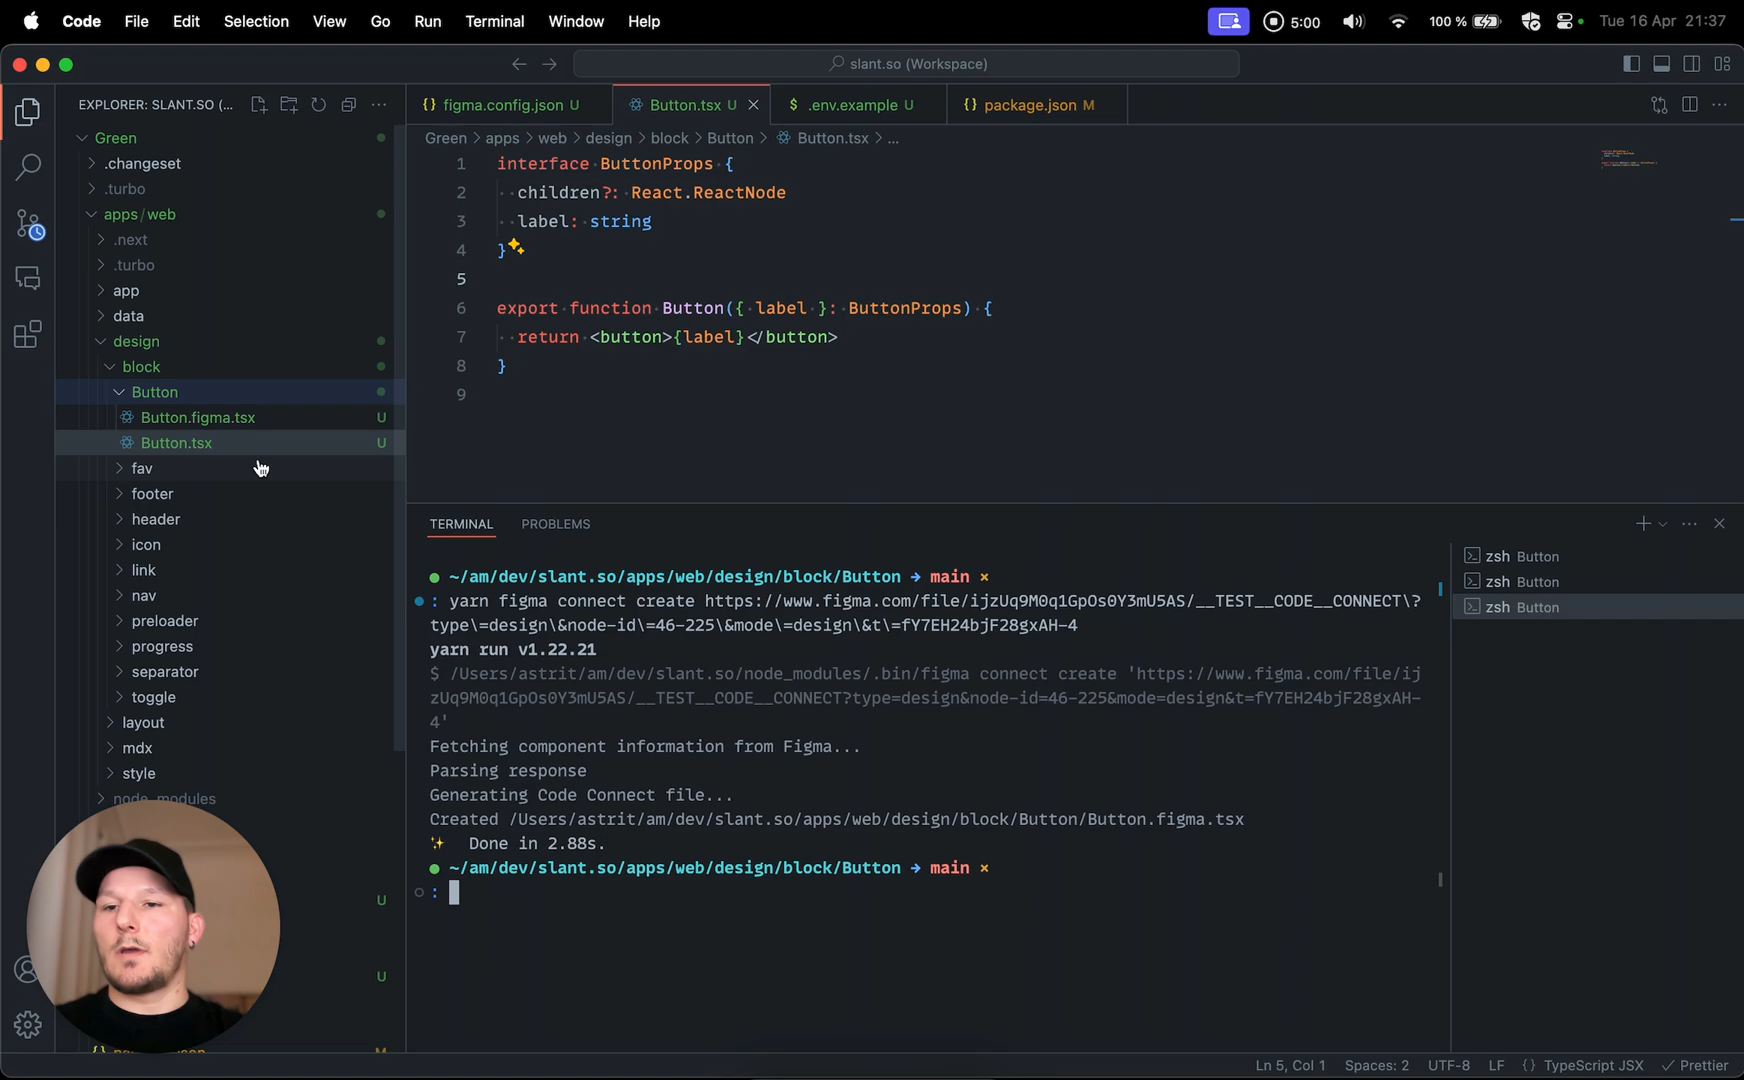 Code File Edit Selection View Go Run Terminal Window Help
5:00 100 % Tue 16 Apr 21:37
slant.so (Workspace)
EXPLORER: SLANT.SO (...
Green
.changeset
.turbo
apps/web
.next
.turbo
app
data
design
block
Button
Button.figma.tsx U
Button.tsx U
fav
footer
header
icon
link
nav
preloader
progress
separator
toggle
layout
mdx
style
node_modules
U
U
M
{} figma.config.json U
Button.tsx U
$ .env.example U
{} package.json M
Green > apps > web > design > block > Button > Button.tsx > ...
1 interface ButtonProps {
2 children?: React.ReactNode
3 label: string
4 }
5
6 export function Button({ label }: ButtonProps) {
7 return <button>{label}</button>
8 }
9
TERMINAL PROBLEMS
~/am/dev/slant.so/apps/web/design/block/Button → main ×
: yarn figma connect create https://www.figma.com/file/ijzUq9M0q1GpOs0Y3mU5AS/__TEST__CODE__CONNECT\?
type\=design\&node-id\=46-225\&mode\=design\&t\=fY7EH24bjF28gxAH-4
yarn run v1.22.21
$ /Users/astrit/am/dev/slant.so/node_modules/.bin/figma connect create 'https://www.figma.com/file/ij
zUq9M0q1GpOs0Y3mU5AS/__TEST__CODE__CONNECT?type=design&node-id=46-225&mode=design&t=fY7EH24bjF28gxAH-
4'
Fetching component information from Figma...
Parsing response
Generating Code Connect file...
Created /Users/astrit/am/dev/slant.so/apps/web/design/block/Button/Button.figma.tsx
✨ Done in 2.88s.
~/am/dev/slant.so/apps/web/design/block/Button → main ×
:
zsh Button
zsh Button
zsh Button
Ln 5, Col 1 Spaces: 2 UTF-8 LF {} TypeScript JSX ✓ Prettier